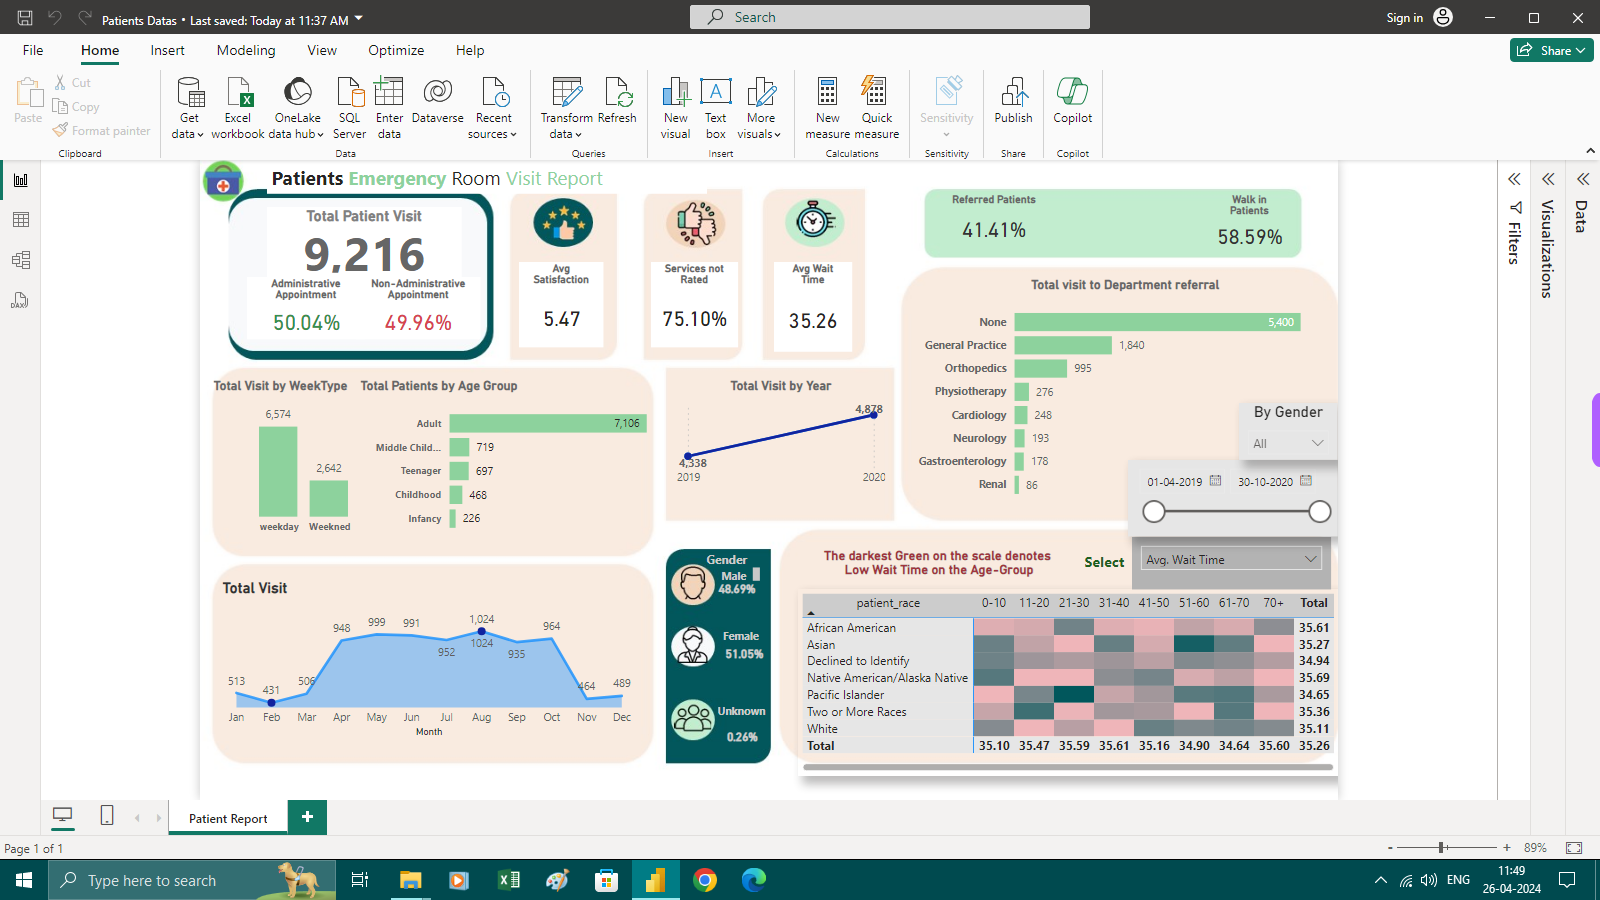 Patients Datas • Last saved: Today at 11:37 AM
Search
Sign in
File Home Insert Modeling View Optimize Help
Share
Paste
Cut
Copy
Format painter
Clipboard
Get data
Excel workbook
OneLake data hub
SQL Server
Enter data
Dataverse
Recent sources
Data
Transform data
Refresh
Queries
New visual
Text box
More visuals
Insert
New measure
Quick measure
Calculations
Sensitivity
Sensitivity
Publish
Share
Copilot
Copilot
Patients Emergency Room Visit Report
Total Patient Visit
9,216
Administrative Appointment
50.04%
Non-Administrative Appointment
49.96%
Avg Satisfaction
5.47
Services not Rated
75.10%
Avg Wait Time
35.26
Referred Patients
41.41%
Walk in Patients
58.59%
Total visit to Department referral
None 5,400
General Practice 1,840
Orthopedics 995
Physiotherapy 276
Cardiology 248
Neurology 193
Gastroenterology 178
Renal 86
By Gender
All
01-04-2019 30-10-2020
Total Visit by WeekType
6,574
2,642
weekday Weekned
Total Patients by Age Group
Adult 7,106
Middle Child... 719
Teenager 697
Childhood 468
Infancy 226
Total Visit by Year
4,878
4,338
2019 2020
Total Visit
513 431 506 948 999 991 952 1,024 1024 935 964 464 489
Jan Feb Mar Apr May Jun Jul Aug Sep Oct Nov Dec
Month
Gender
Male
48.69%
Female
51.05%
Unknown
0.26%
The darkest Green on the scale denotes
Low Wait Time on the Age-Group
Select
Avg. Wait Time
patient_race 0-10 11-20 21-30 31-40 41-50 51-60 61-70 70+ Total
African American 35.61
Asian 35.27
Declined to Identify 34.94
Native American/Alaska Native 35.69
Pacific Islander 34.65
Two or More Races 35.36
White 35.11
Total 35.10 35.47 35.59 35.61 35.16 34.90 34.64 35.60 35.26
Filters
Visualizations
Data
DAX
Patient Report
+
Page 1 of 1
- + 89%
Type here to search
ENG
11:49
26-04-2024